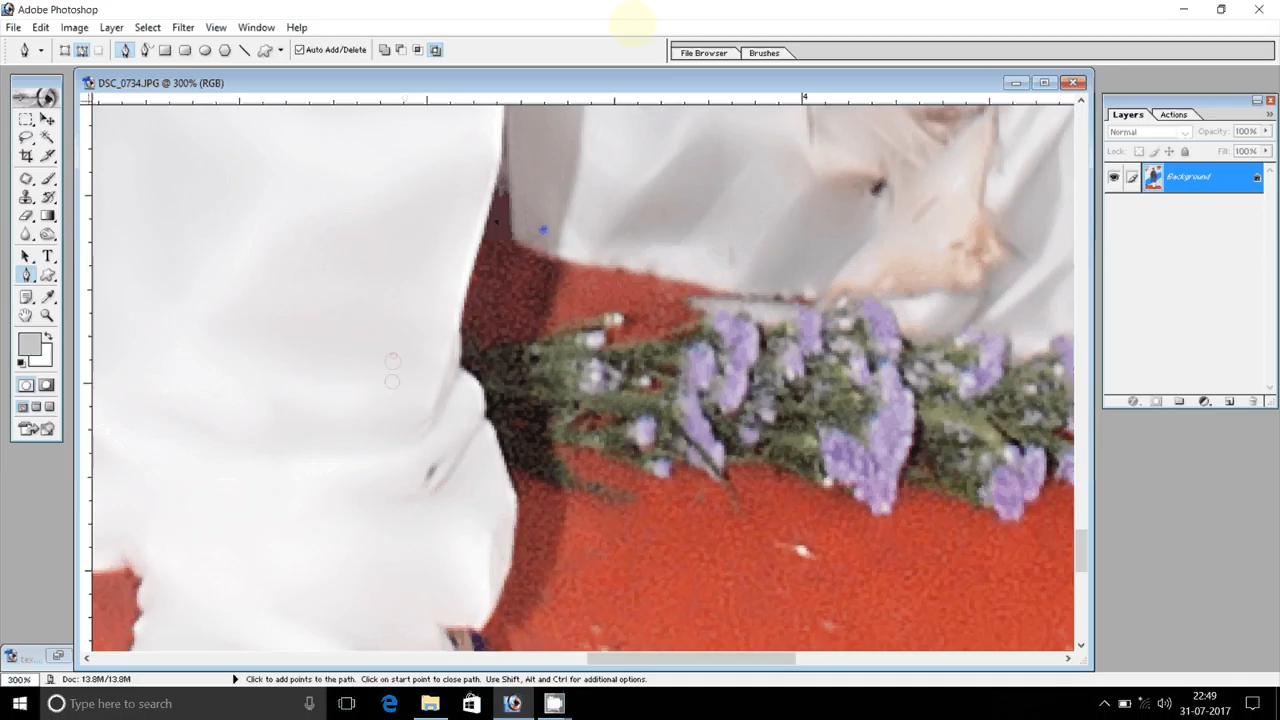 Adobe Photoshop
File Edit Image Layer Select Filter View Window Help
Auto Add/Delete
File Browser Brushes
DSC_0734.JPG @ 300% (RGB)
4
Layers Actions
Normal Opacity: 100%
Lock: Fill: 100%
Background
300% Doc: 13.8M/13.8M Click to add points to the path. Click on start point to close path. Use Shift, Alt and Ctrl for additional options.
Type here to search
22:49
31-07-2017